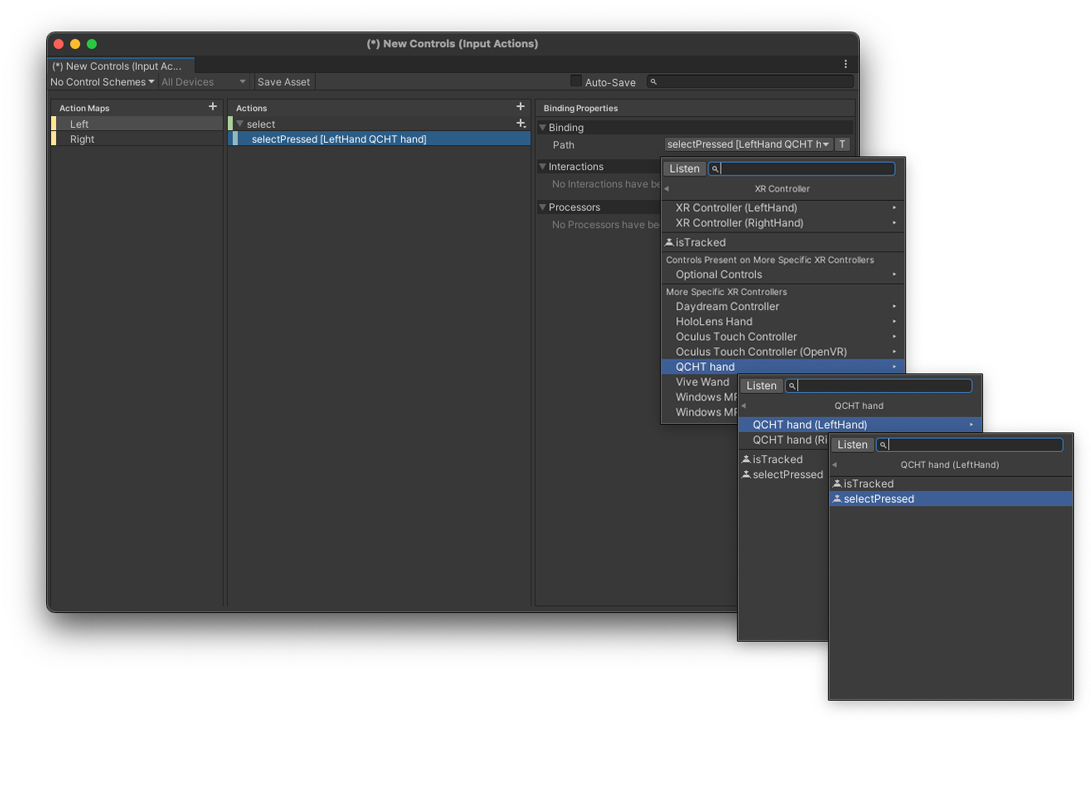 (*) New Controls (Input Actions)
(*) New Controls (Input Ac...
No Control Schemes All Devices Save Asset Auto-Save
Action Maps
Left
Right
Actions
select
selectPressed [LeftHand QCHT hand]
Binding Properties
Binding
Path selectPressed [LeftHand QCHT h T
Interactions
No Interactions have be
Processors
No Processors have bee
Listen
XR Controller
XR Controller (LeftHand)
XR Controller (RightHand)
isTracked
Controls Present on More Specific XR Controllers
Optional Controls
More Specific XR Controllers
Daydream Controller
HoloLens Hand
Oculus Touch Controller
Oculus Touch Controller (OpenVR)
QCHT hand
Vive Wand
Windows MR
Windows MR
Listen
QCHT hand
QCHT hand (LeftHand)
QCHT hand (Ri
isTracked
selectPressed
Listen
QCHT hand (LeftHand)
isTracked
selectPressed